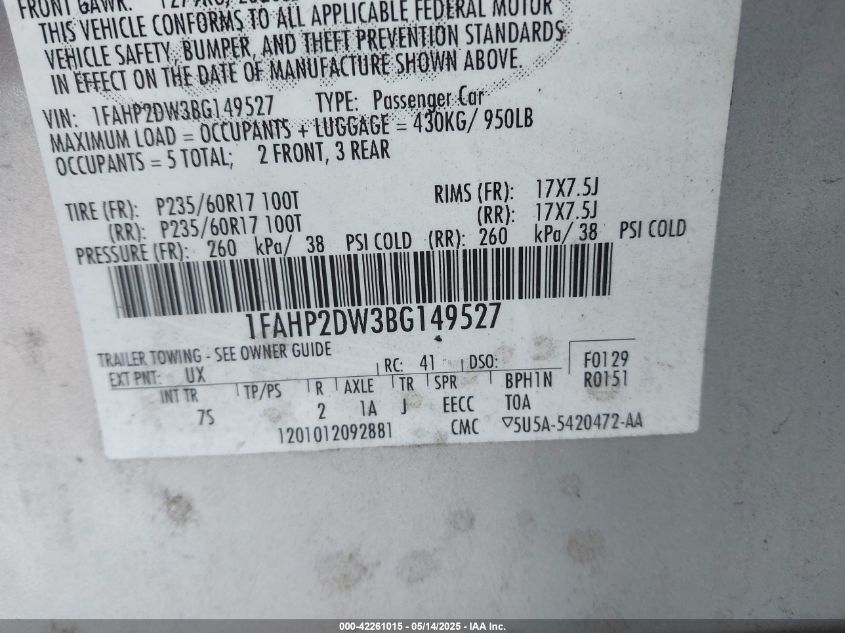 FRONT GAWR:
THIS VEHICLE CONFORMS TO ALL APPLICABLE FEDERAL MOTOR
VEHICLE SAFETY, BUMPER, AND THEFT PREVENTION STANDARDS
IN EFFECT ON THE DATE OF MANUFACTURE SHOWN ABOVE.
VIN: 1FAHP2DW3BG149527 TYPE: Passenger Car
MAXIMUM LOAD = OCCUPANTS + LUGGAGE = 430KG/ 950LB
OCCUPANTS = 5 TOTAL; 2 FRONT, 3 REAR
TIRE (FR): P235/60R17 100T RIMS (FR): 17X7.5J
(RR): P235/60R17 100T (RR): 17X7.5J
PRESSURE (FR): 260 kPa/ 38 PSI COLD (RR): 260 kPa/ 38 PSI COLD
1FAHP2DW3BG149527
TRAILER TOWING - SEE OWNER GUIDE
EXT PNT: UX RC: 41 DSO: F0129
INT TR TP/PS R AXLE TR SPR BPH1N R0151
7S 2 1A J EECC TOA
1201012092881 CMC ▽5U5A-5420472-AA
000-42261015 - 05/14/2025 - IAA Inc.